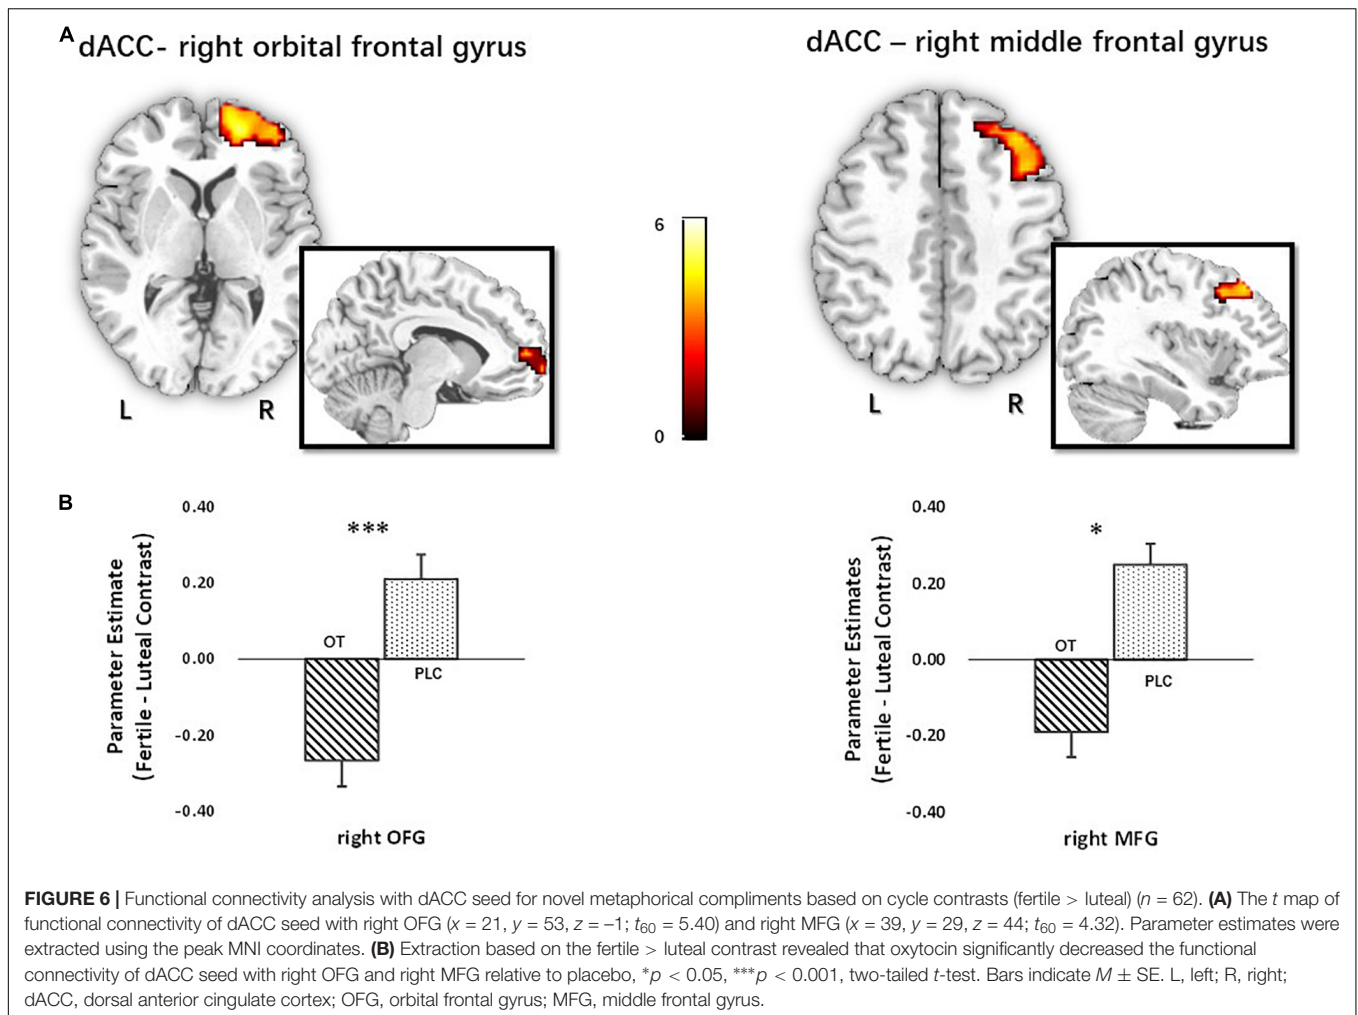 A
dACC- right orbital frontal gyrus
dACC – right middle frontal gyrus
L
R
6
0
L
R
B
Parameter Estimate
(Fertile - Luteal Contrast)
0.40
0.20
0.00
-0.20
-0.40
***
OT
PLC
right OFG
Parameter Estimates
(Fertile - Luteal Contrast)
0.40
0.20
0.00
-0.20
-0.40
*
OT
PLC
right MFG
FIGURE 6 | Functional connectivity analysis with dACC seed for novel metaphorical compliments based on cycle contrasts (fertile > luteal) (n = 62). (A) The t map of
functional connectivity of dACC seed with right OFG (x = 21, y = 53, z = –1; t60 = 5.40) and right MFG (x = 39, y = 29, z = 44; t60 = 4.32). Parameter estimates were
extracted using the peak MNI coordinates. (B) Extraction based on the fertile > luteal contrast revealed that oxytocin significantly decreased the functional
connectivity of dACC seed with right OFG and right MFG relative to placebo, *p < 0.05, ***p < 0.001, two-tailed t-test. Bars indicate M ± SE. L, left; R, right;
dACC, dorsal anterior cingulate cortex; OFG, orbital frontal gyrus; MFG, middle frontal gyrus.